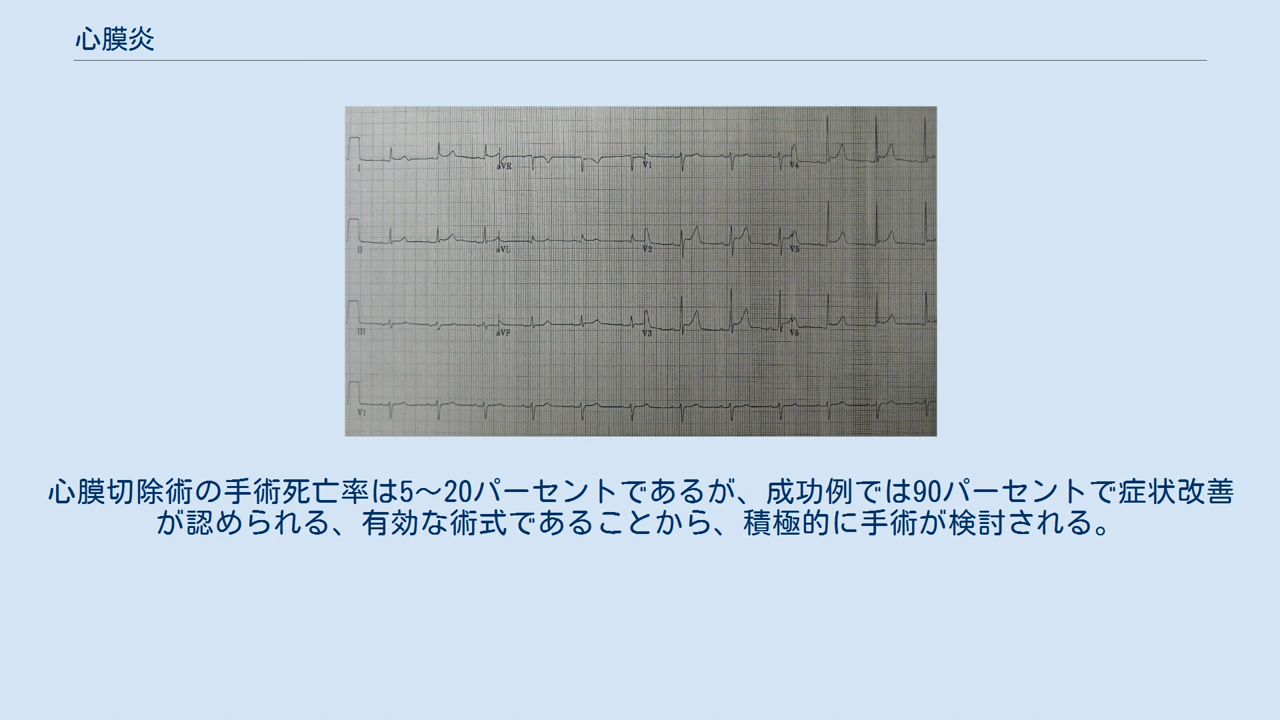 心膜炎
I aVR V1 V4
II aVL V2 V5
III aVF V3 V6
V1
心膜切除術の手術死亡率は5～20パーセントであるが、成功例では90パーセントで症状改善
が認められる、有効な術式であることから、積極的に手術が検討される。